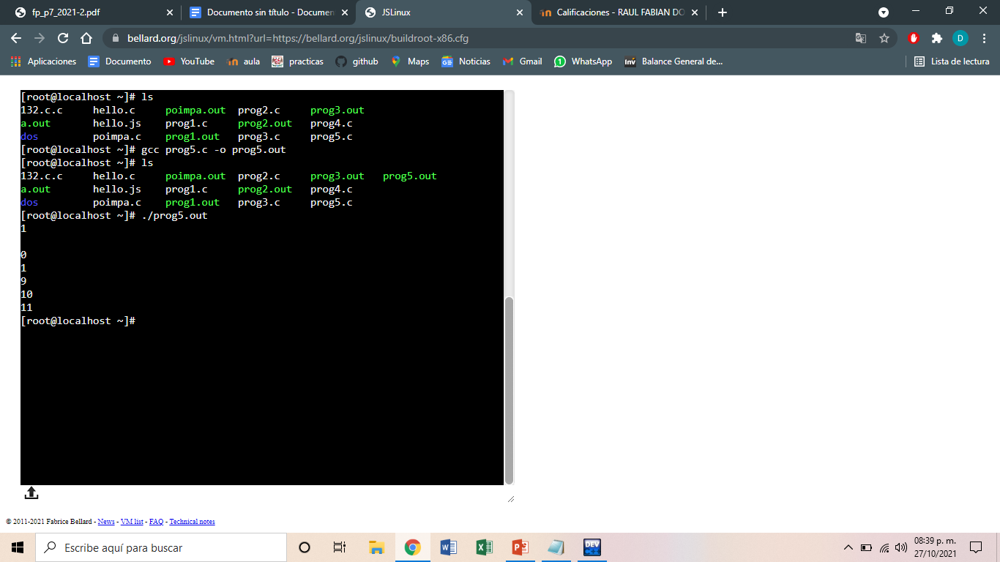 fp_p7_2021-2.pdf
Documento sin título - Documen
JSLinux
Calificaciones - RAUL FABIAN DO
bellard.org/jslinux/vm.html?url=https://bellard.org/jslinux/buildroot-x86.cfg
D
Aplicaciones Documento YouTube aula practicas github Maps Noticias Gmail WhatsApp Balance General de... Lista de lectura
[root@localhost ~]# ls
132.c.c hello.c poimpa.out prog2.c prog3.out
a.out hello.js prog1.c prog2.out prog4.c
dos poimpa.c prog1.out prog3.c prog5.c
[root@localhost ~]# gcc prog5.c -o prog5.out
[root@localhost ~]# ls
132.c.c hello.c poimpa.out prog2.c prog3.out prog5.out
a.out hello.js prog1.c prog2.out prog4.c
dos poimpa.c prog1.out prog3.c prog5.c
[root@localhost ~]# ./prog5.out
1
0
1
9
10
11
[root@localhost ~]#
© 2011-2021 Fabrice Bellard - News - VM list - FAQ - Technical notes
Escribe aquí para buscar
08:39 p. m.
27/10/2021